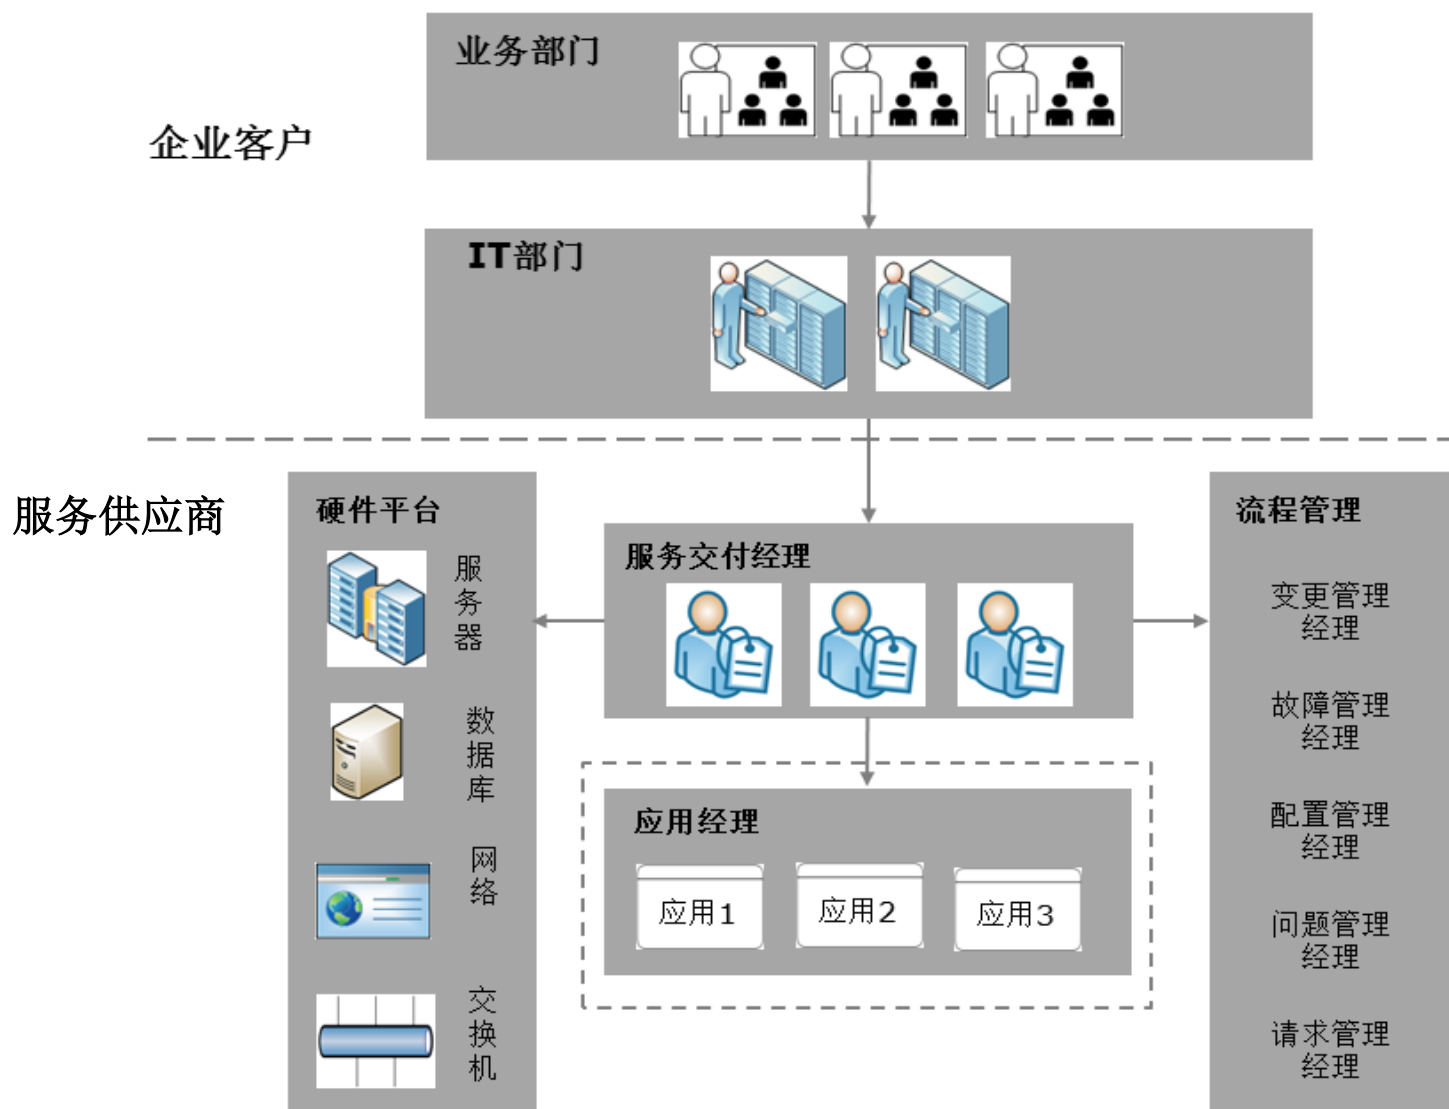 业务部门
企业客户
IT部门
服务供应商
硬件平台
服务器
数据库
网络
交换机
服务交付经理
应用经理
应用1
应用2
应用3
流程管理
变更管理
经理
故障管理
经理
配置管理
经理
问题管理
经理
请求管理
经理